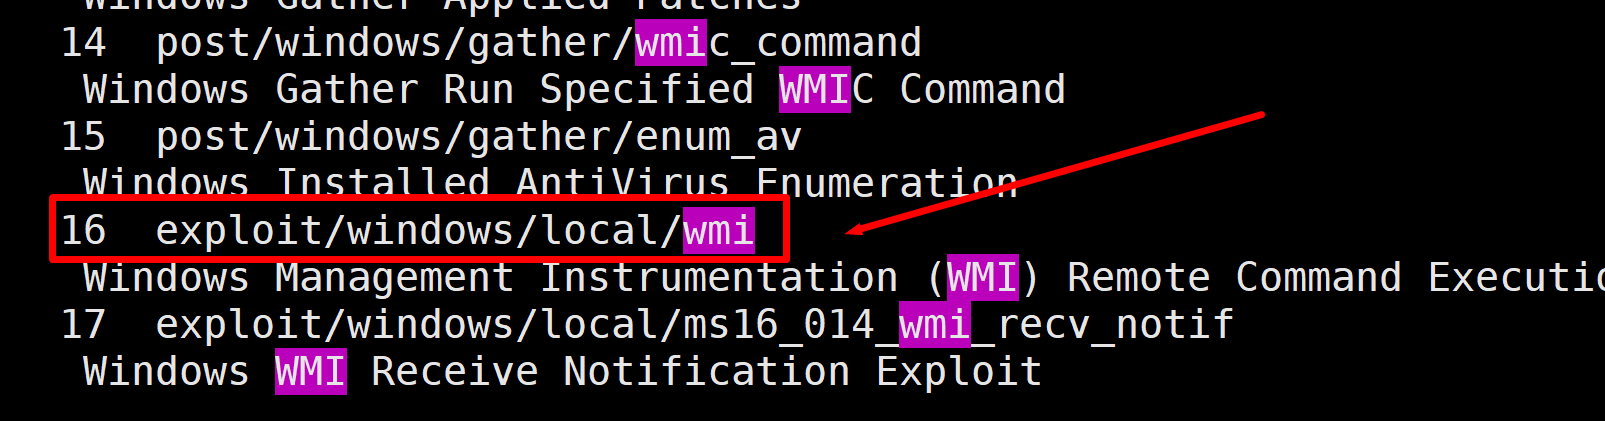 Windows Gather Applied Patches
14 post/windows/gather/wmic_command
Windows Gather Run Specified WMIC Command
15 post/windows/gather/enum_av
Windows Installed AntiVirus Enumeration
16 exploit/windows/local/wmi
Windows Management Instrumentation (WMI) Remote Command Executio
17 exploit/windows/local/ms16_014_wmi_recv_notif
Windows WMI Receive Notification Exploit